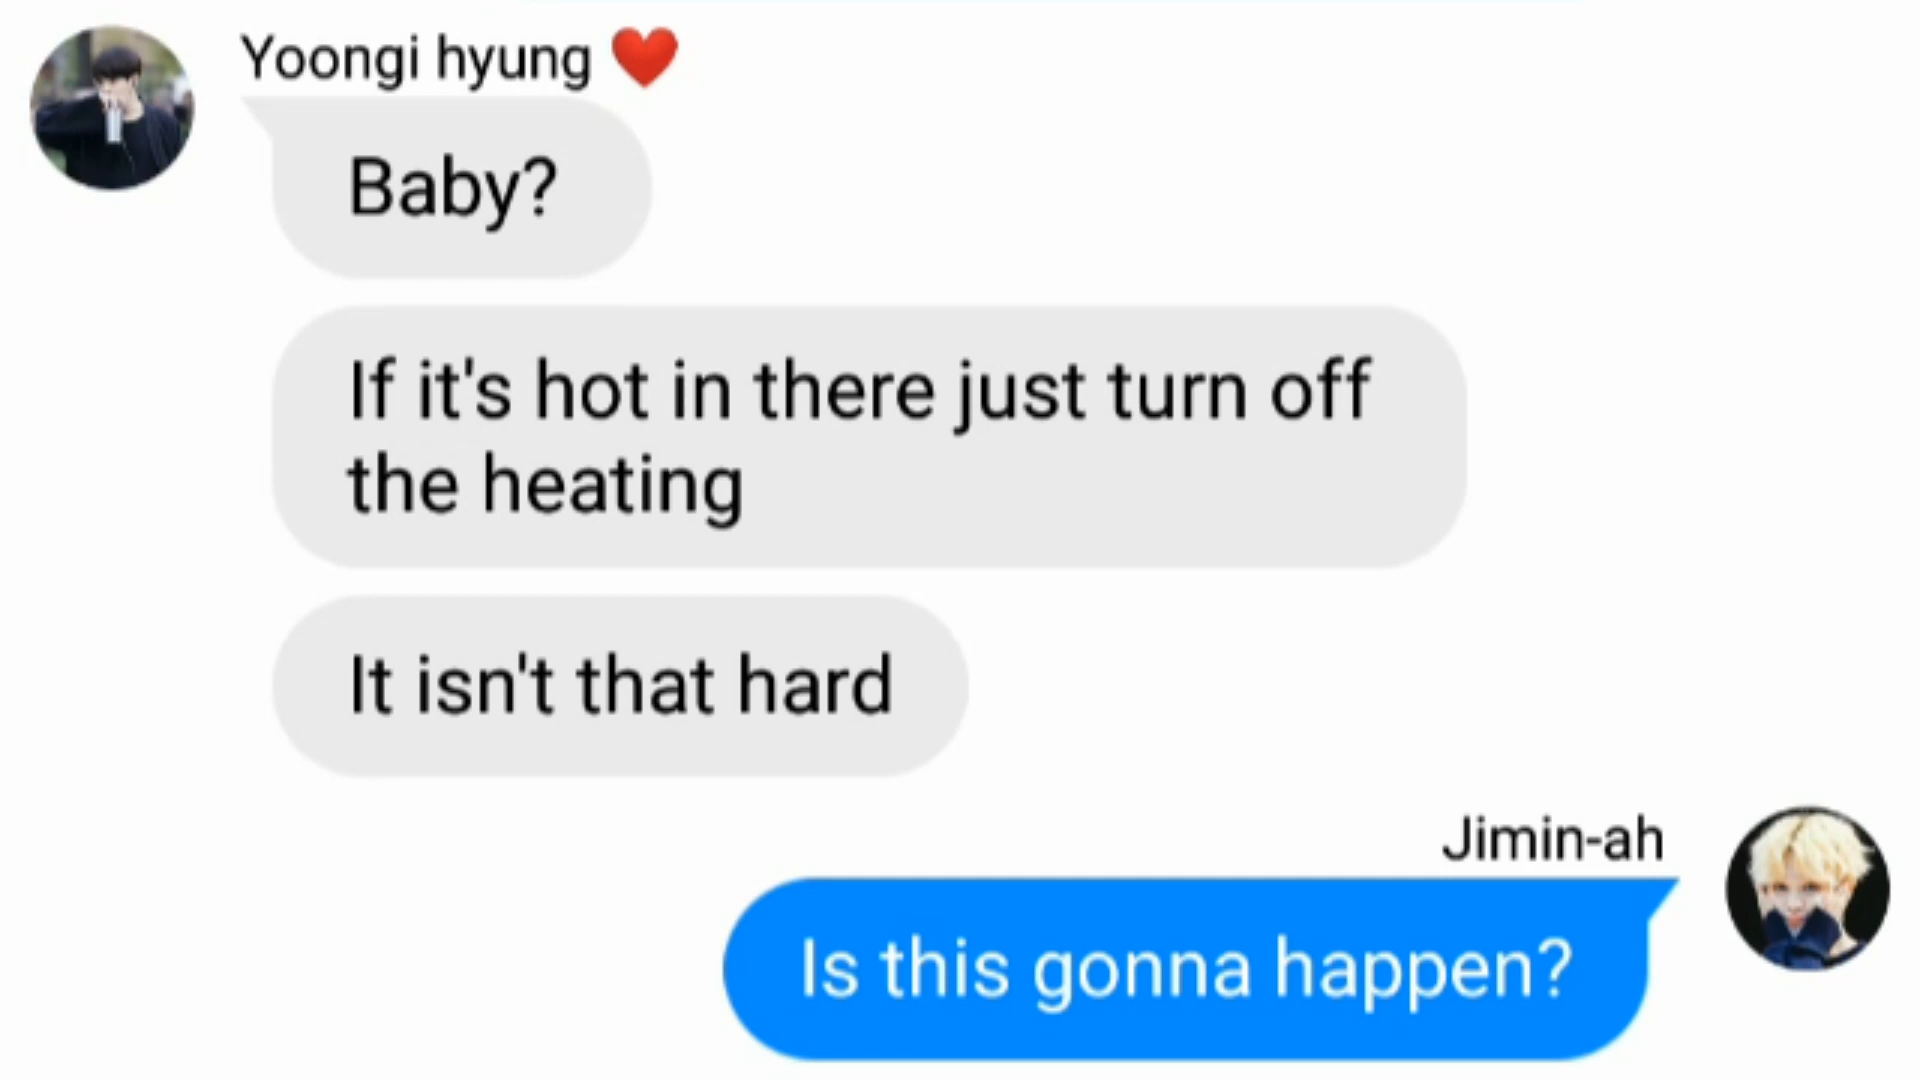 Yoongi hyung ❤️
Baby?
If it's hot in there just turn off
the heating
It isn't that hard
Jimin-ah
Is this gonna happen?